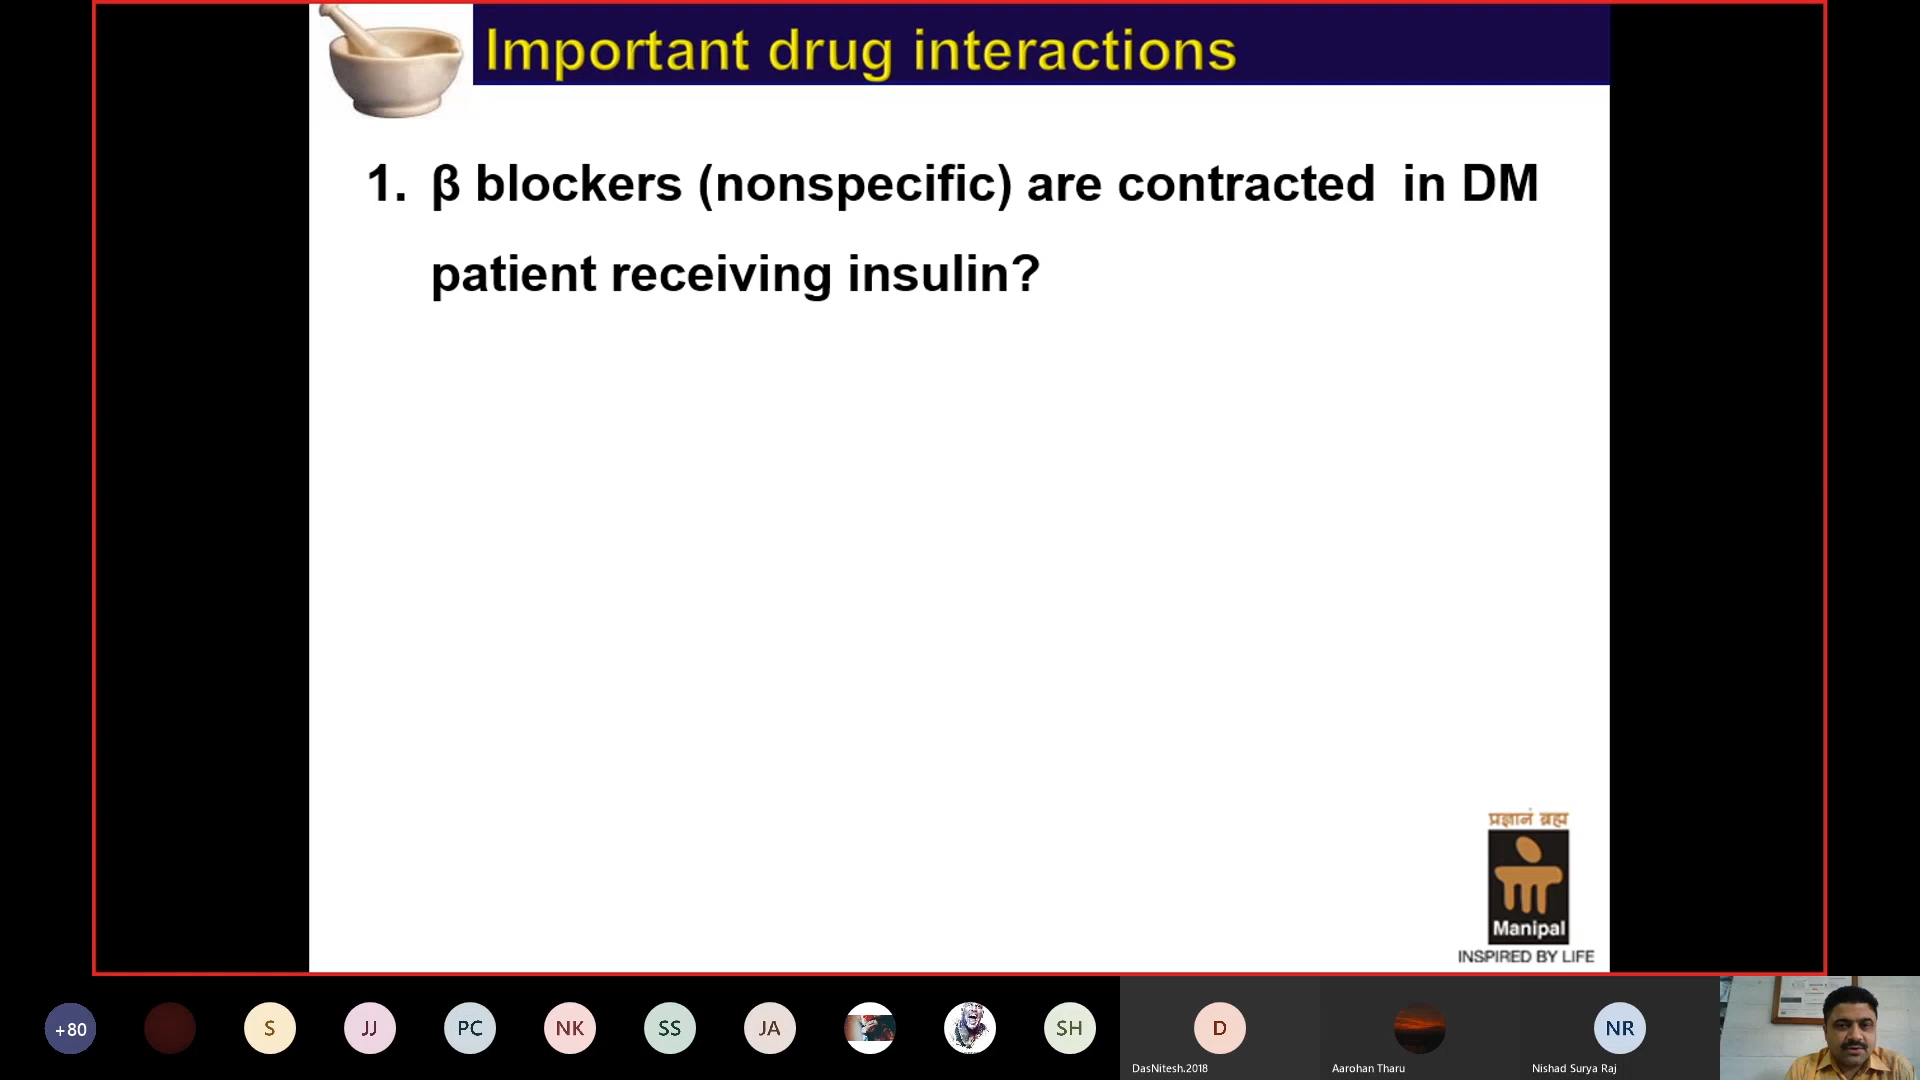 Important drug interactions
1. β blockers (nonspecific) are contracted in DM
patient receiving insulin?
प्रज्ञानं ब्रह्म
Manipal
INSPIRED BY LIFE
+80
S
JJ
PC
NK
SS
JA
SH
D
NR
DasNitesh.2018
Aarohan Tharu
Nishad Surya Raj